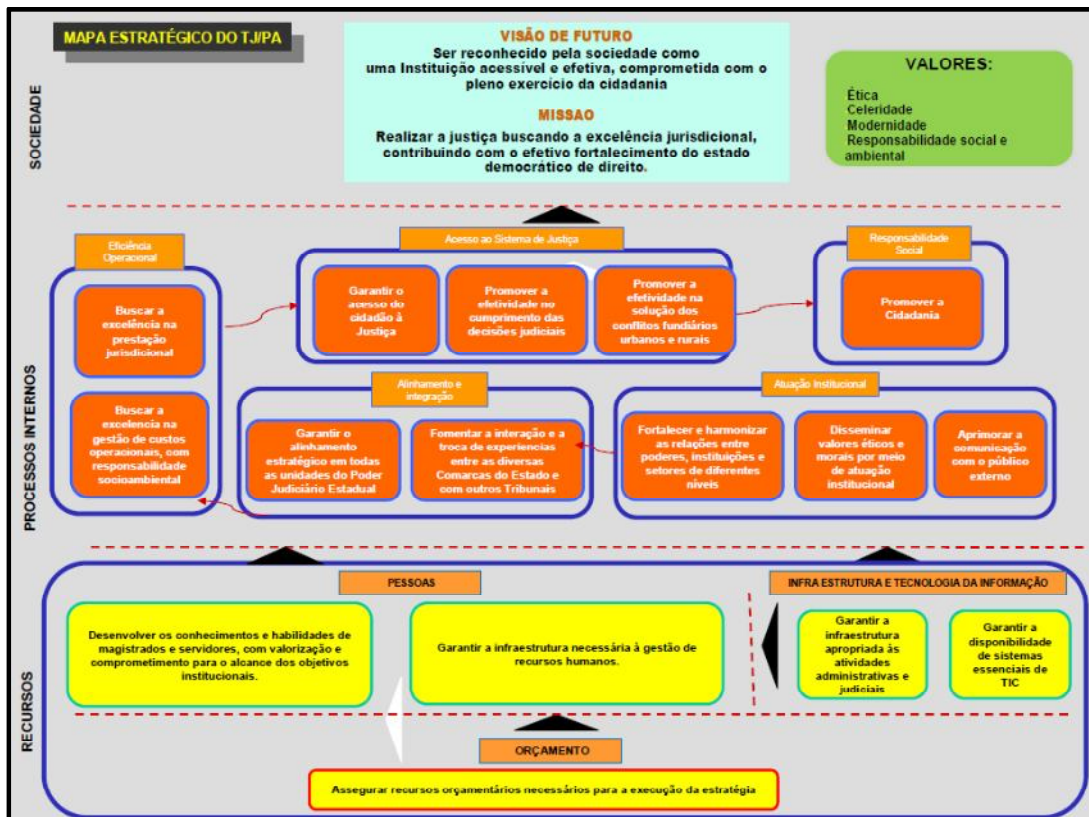 MAPA ESTRATÉGICO DO TJ/PA
VISÃO DE FUTURO
Ser reconhecido pela sociedade como
uma Instituição acessível e efetiva, comprometida com o
pleno exercício da cidadania
MISSAO
Realizar a justiça buscando a excelência jurisdicional,
contribuindo com o efetivo fortalecimento do estado
democrático de direito.
VALORES:
Ética
Celeridade
Modernidade
Responsabilidade social e
ambiental
SOCIEDADE
PROCESSOS INTERNOS
Eficiência
Operacional
Buscar a
excelência na
prestação
jurisdicional
Buscar a
excelencia na
gestão de custos
operacionais, com
responsabilidade
socioambiental
Acesso ao Sistema de Justiça
Garantir o
acesso do
cidadão à
Justiça
Promover a
efetividade no
cumprimento das
decisões judiciais
Promover a
efetividade na
solução dos
conflitos fundiários
urbanos e rurais
Responsabilidade
Social
Promover a
Cidadania
Alinhamento e
integração
Garantir o
alinhamento
estratégico em todas
as unidades do Poder
Judiciário Estadual
Fomentar a interação e a
troca de experiencias
entre as diversas
Comarcas do Estado e
com outros Tribunais
Atuação Institucional
Fortalecer e harmonizar
as relações entre
poderes, instituições e
setores de diferentes
níveis
Disseminar
valores éticos e
morais por meio
de atuação
institucional
Aprimorar a
comunicação
com o público
externo
RECURSOS
PESSOAS
Desenvolver os conhecimentos e habilidades de
magistrados e servidores, com valorização e
comprometimento para o alcance dos objetivos
institucionais.
Garantir a infraestrutura necessária à gestão de
recursos humanos.
INFRA ESTRUTURA E TECNOLOGIA DA INFORMAÇÃO
Garantir a
infraestrutura
apropriada às
atividades
administrativas e
judiciais
Garantir a
disponibilidade
de sistemas
essenciais de
TIC
ORÇAMENTO
Assegurar recursos orçamentários necessários para a execução da estratégia